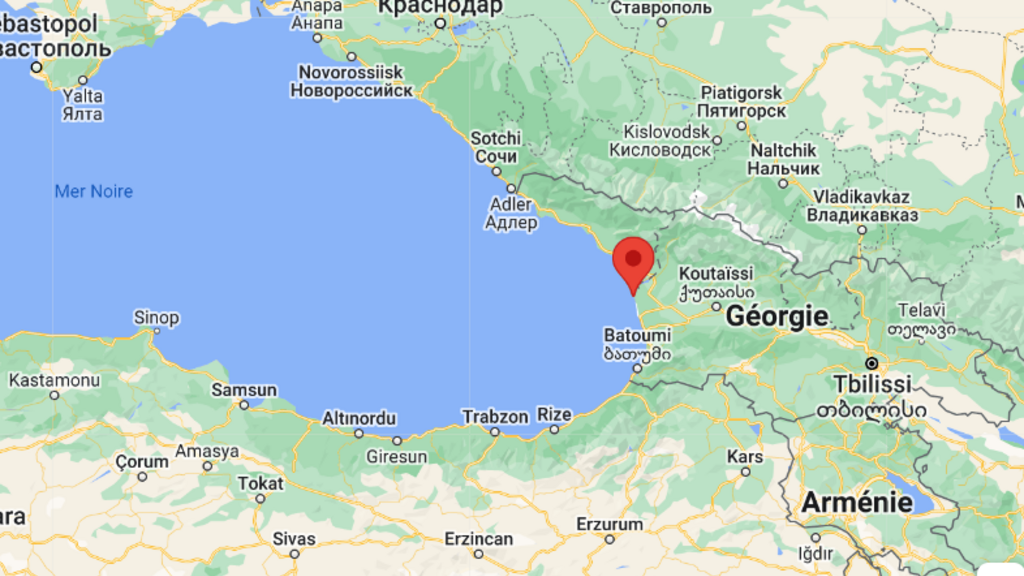 Краснодар
Ставрополь
Anapa
Анапа
ebastopol
вастополь
Novorossiisk
Новороссийск
Yalta
Ялта
Piatigorsk
Пятигорск
Kislovodsk
Кисловодск
Sotchi
Сочи
Naltchik
Нальчик
Mer Noire
Adler
Адлер
Vladikavkaz
Владикавказ
Koutaïssi
ქუთაისი
Géorgie
Telavi
თელავი
Sinop
Batoumi
ბათუმი
Tbilissi
თბილისი
Kastamonu
Samsun
Altınordu
Trabzon
Rize
Giresun
Amasya
Çorum
Kars
Tokat
Arménie
ara
Sivas
Erzincan
Erzurum
Iğdır